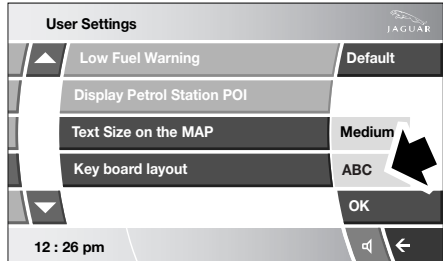 User Settings
JAGUAR
Low Fuel Warning
Default
Display Petrol Station POI
Text Size on the MAP
Medium
Key board layout
ABC
OK
12 : 26 pm